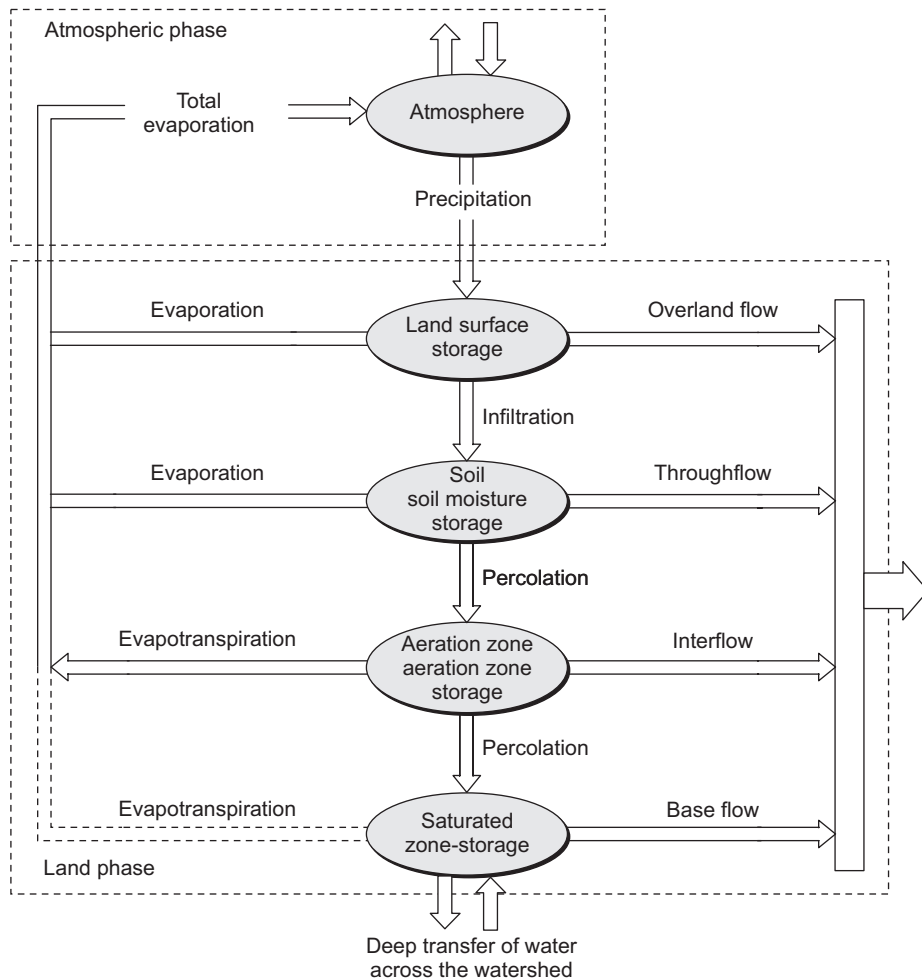 Atmospheric phase
Total
evaporation
Atmosphere
Precipitation
Evaporation
Land surface
storage
Overland flow
Infiltration
Evaporation
Soil
soil moisture
storage
Throughflow
Percolation
Evapotranspiration
Aeration zone
aeration zone
storage
Interflow
Percolation
Evapotranspiration
Saturated
zone-storage
Base flow
Land phase
Deep transfer of water
across the watershed